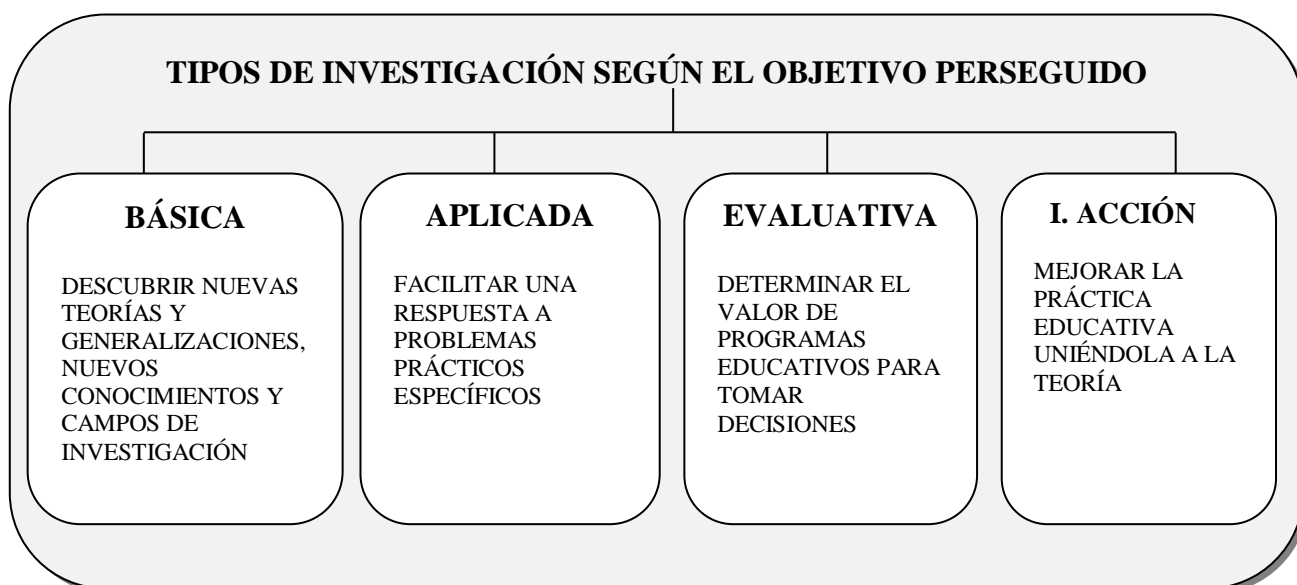 TIPOS DE INVESTIGACIÓN SEGÚN EL OBJETIVO PERSEGUIDO
BÁSICA
DESCUBRIR NUEVAS
TEORÍAS Y
GENERALIZACIONES,
NUEVOS
CONOCIMIENTOS Y
CAMPOS DE
INVESTIGACIÓN
APLICADA
FACILITAR UNA
RESPUESTA A
PROBLEMAS
PRÁCTICOS
ESPECÍFICOS
EVALUATIVA
DETERMINAR EL
VALOR DE
PROGRAMAS
EDUCATIVOS PARA
TOMAR
DECISIONES
I. ACCIÓN
MEJORAR LA
PRÁCTICA
EDUCATIVA
UNIÉNDOLA A LA
TEORÍA